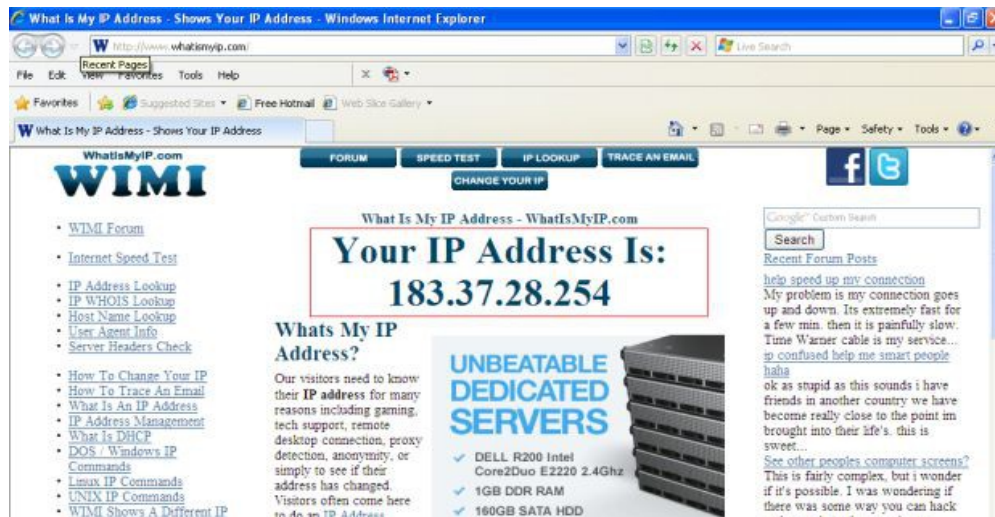 What Is My IP Address - Shows Your IP Address - Windows Internet Explorer
W http://www.whatismyip.com/
Live Search
Recent Pages
File Edit View Favorites Tools Help
Favorites Suggested Sites Free Hotmail Web Slice Gallery
W What Is My IP Address - Shows Your IP Address
Page Safety Tools
WhatIsMyIP.com
WIMI
FORUM SPEED TEST IP LOOKUP TRACE AN EMAIL
CHANGE YOUR IP
WIMI Forum
Internet Speed Test
IP Address Lookup
IP WHOIS Lookup
Host Name Lookup
User Agent Info
Server Headers Check
How To Change Your IP
How To Trace An Email
What Is An IP Address
IP Address Management
What Is DHCP
DOS / Windows IP
Commands
Linux IP Commands
UNIX IP Commands
WIMI Shows A Different IP
What Is My IP Address - WhatIsMyIP.com
Your IP Address Is:
183.37.28.254
Whats My IP
Address?
Our visitors need to know
their IP address for many
reasons including gaming,
tech support, remote
desktop connection, proxy
detection, anonymity, or
simply to see if their
address has changed.
Visitors often come here
to do an IP Address
UNBEATABLE
DEDICATED
SERVERS
DELL R200 Intel
Core2Duo E2220 2.4Ghz
1GB DDR RAM
160GB SATA HDD
f t
Google™ Custom Search
Search
Recent Forum Posts
help speed up my connection
My problem is my connection goes
up and down. Its extremely fast for
a few min. then it is painfully slow.
Time Warner cable is my service...
ip confused help me smart people
haha
ok as stupid as this sounds i have
friends in another country we have
become really close to the point im
brought into their life's. this is
sweet...
See other peoples computer screens?
This is fairly complex, but i wonder
if it's possible. I was wondering if
there was some way you can hack